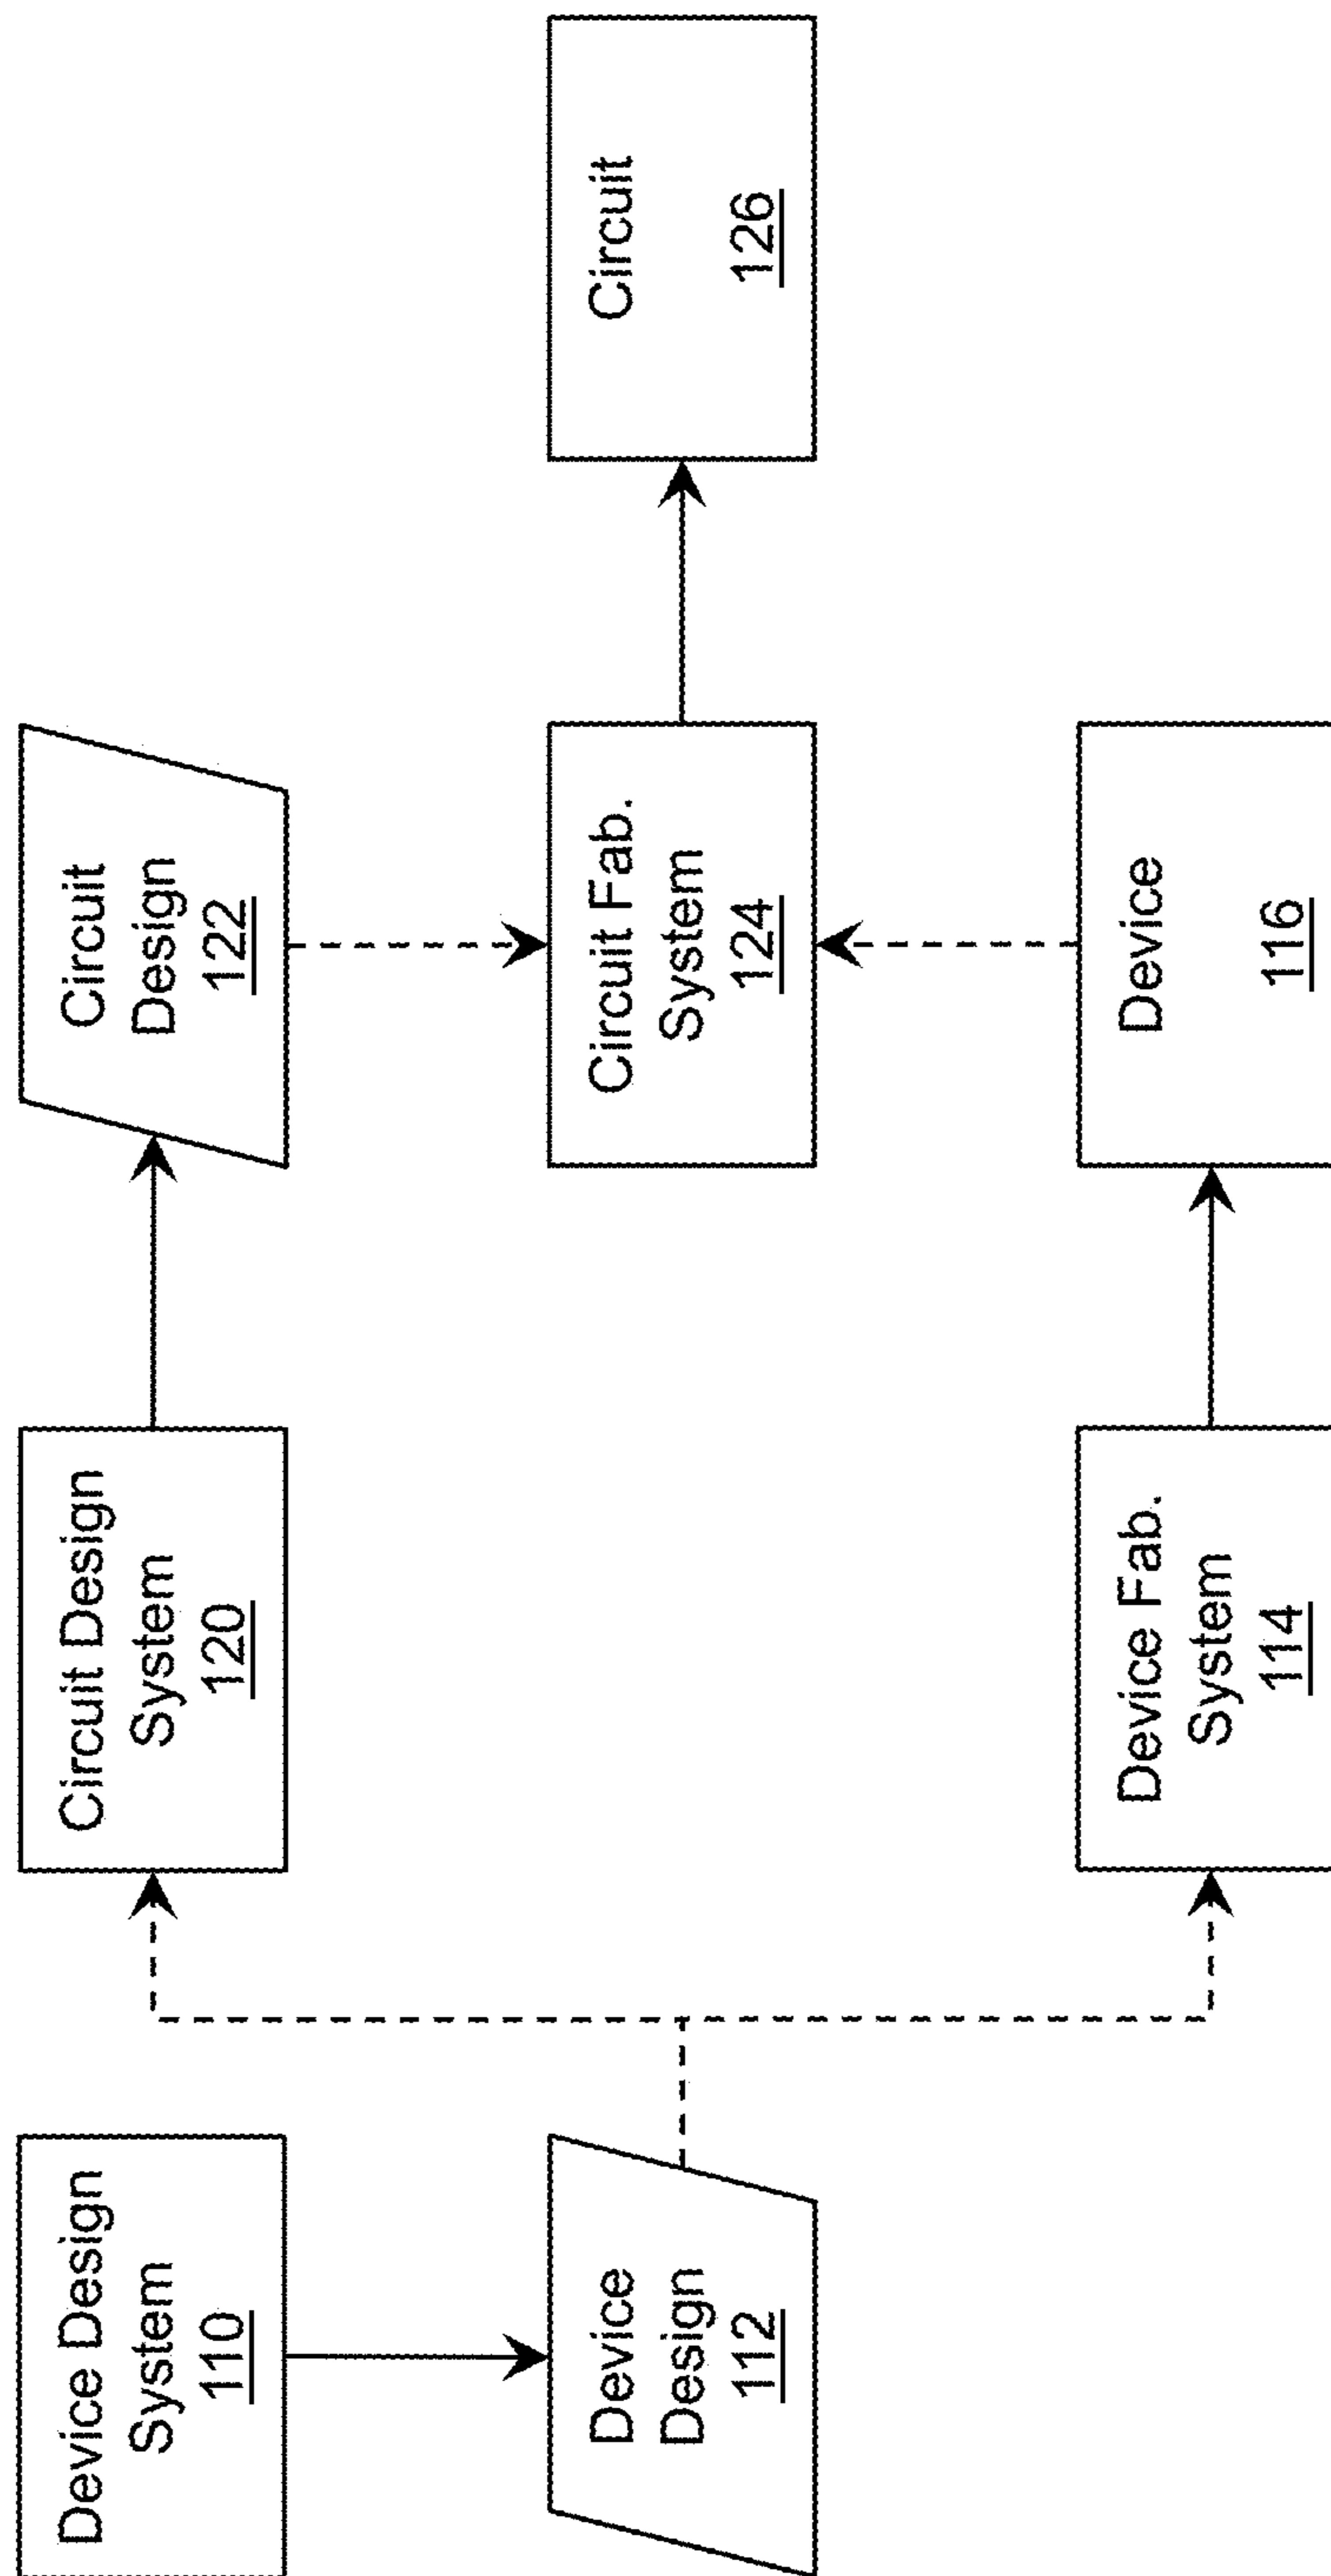 Device Design
System
110
Device
Design
112
Circuit Design
System
120
Device Fab.
System
114
Circuit
Design
122
Circuit Fab.
System
124
Device
116
Circuit
126